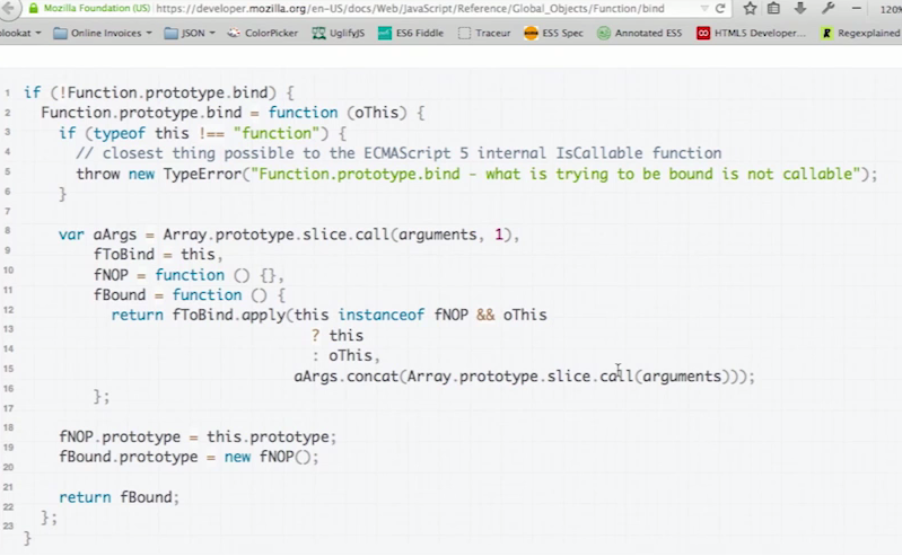 Mozilla Foundation (US) https://developer.mozilla.org/en-US/docs/Web/JavaScript/Reference/Global_Objects/Function/bind 120%
lookat Online Invoices JSON ColorPicker UglifyJS ES6 Fiddle Traceur ES5 Spec Annotated ES5 HTML5 Developer... Regexplained
1 if (!Function.prototype.bind) {
2 Function.prototype.bind = function (oThis) {
3 if (typeof this !== "function") {
4 // closest thing possible to the ECMAScript 5 internal IsCallable function
5 throw new TypeError("Function.prototype.bind - what is trying to be bound is not callable");
6 }
7
8 var aArgs = Array.prototype.slice.call(arguments, 1),
9 fToBind = this,
10 fNOP = function () {},
11 fBound = function () {
12 return fToBind.apply(this instanceof fNOP && oThis
13 ? this
14 : oThis,
15 aArgs.concat(Array.prototype.slice.call(arguments)));
16 };
17
18 fNOP.prototype = this.prototype;
19 fBound.prototype = new fNOP();
20
21 return fBound;
22 };
23 }